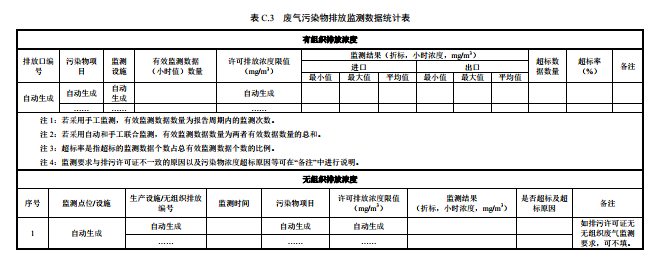 表 C.3 废气污染物排放监测数据统计表
有组织排放浓度
排放口编号 污染物项目 监测设施 有效监测数据（小时值）数量 许可排放浓度限值（mg/m³） 监测结果（折标，小时浓度，mg/m³） 超标数据数量 超标率（%） 备注
进口 出口
最小值 最大值 平均值 最小值 最大值 平均值
自动生成 自动生成 自动生成 自动生成
…… ……
注 1：若采用手工监测，有效监测数据数量为报告周期内的监测次数。
注 2：若采用自动和手工联合监测，有效监测数据数量为两者有效数据数量的总和。
注 3：超标率是指超标的监测数据个数占总有效监测数据个数的比例。
注 4：监测要求与排污许可证不一致的原因以及污染物浓度超标原因等可在“备注”中进行说明。
无组织排放浓度
序号 监测点位/设施 生产设施/无组织排放编号 监测时间 污染物项目 许可排放浓度限值（mg/m³） 监测结果（折标，小时浓度，mg/m³） 是否超标及超标原因 备注
1 自动生成 自动生成 自动生成 自动生成 如排污许可证无无组织废气监测要求，可不填。
…… …… ……